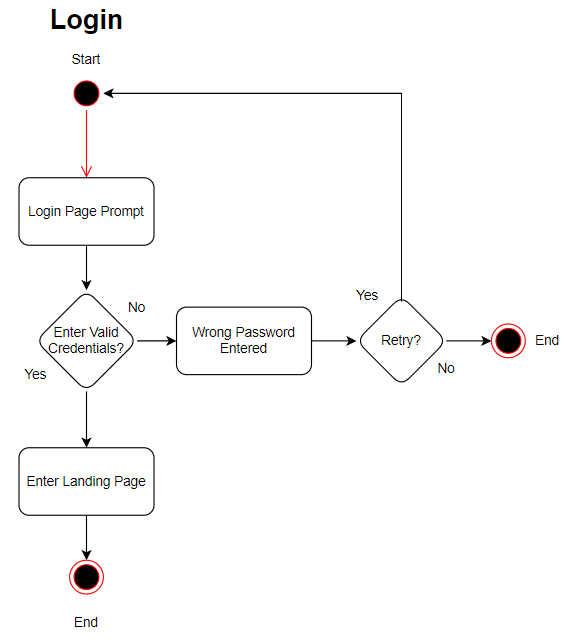 Login
Start
Login Page Prompt
Enter Valid
Credentials?
No
Yes
Wrong Password
Entered
Yes
Retry?
No
End
Enter Landing Page
End